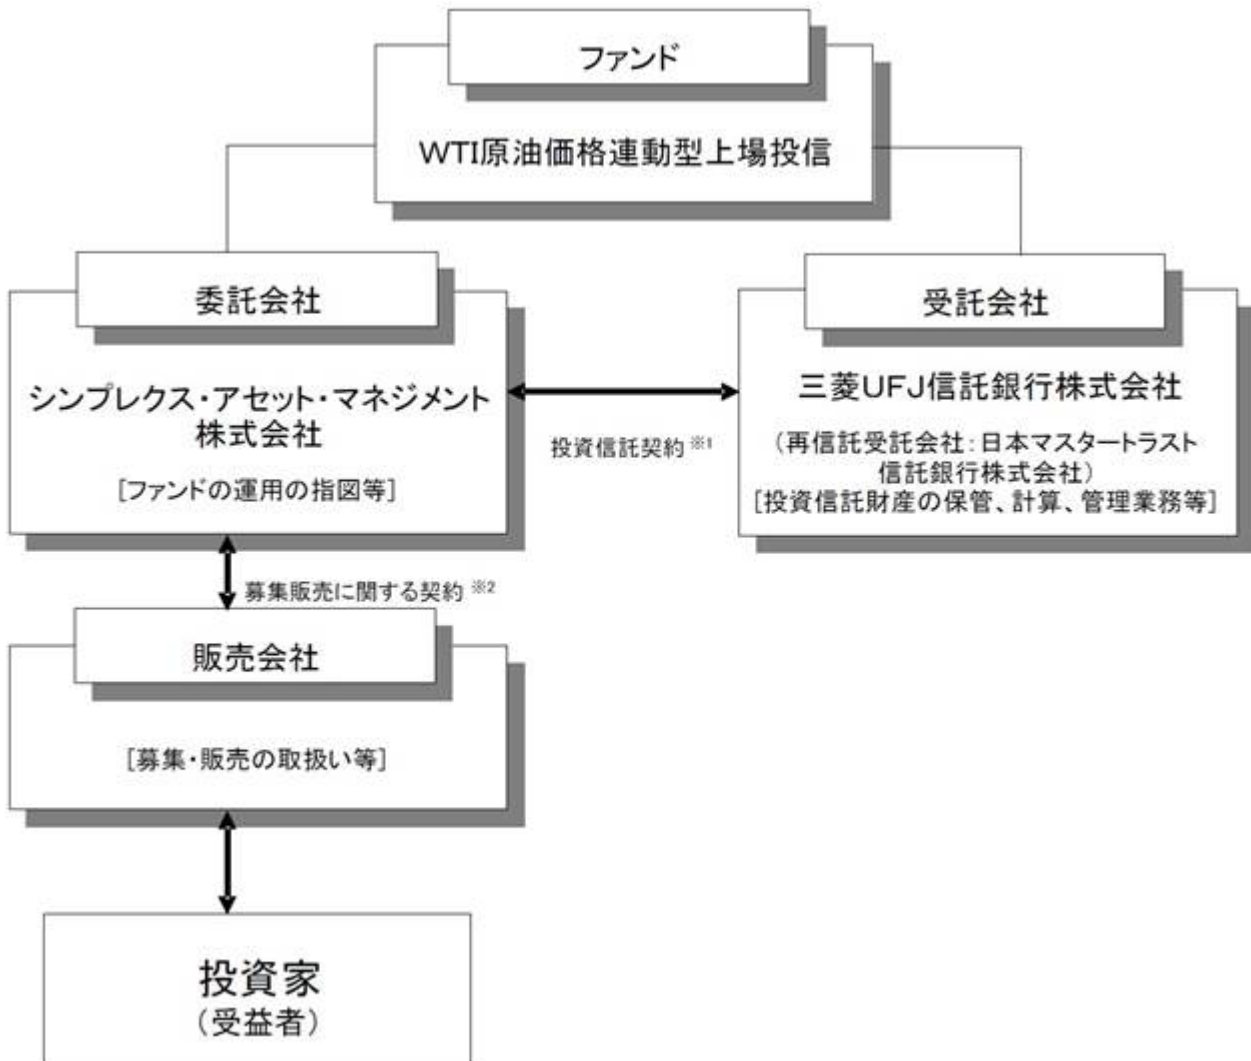 ファンド
WTI原油価格連動型上場投信
委託会社
シンプレクス・アセット・マネジメント
株式会社
[ファンドの運用の指図等]
受託会社
三菱UFJ信託銀行株式会社
(再信託受託会社:日本マスタートラスト
信託銀行株式会社)
[投資信託財産の保管、計算、管理業務等]
投資信託契約 ※1
募集販売に関する契約 ※2
販売会社
[募集・販売の取扱い等]
投資家
(受益者)